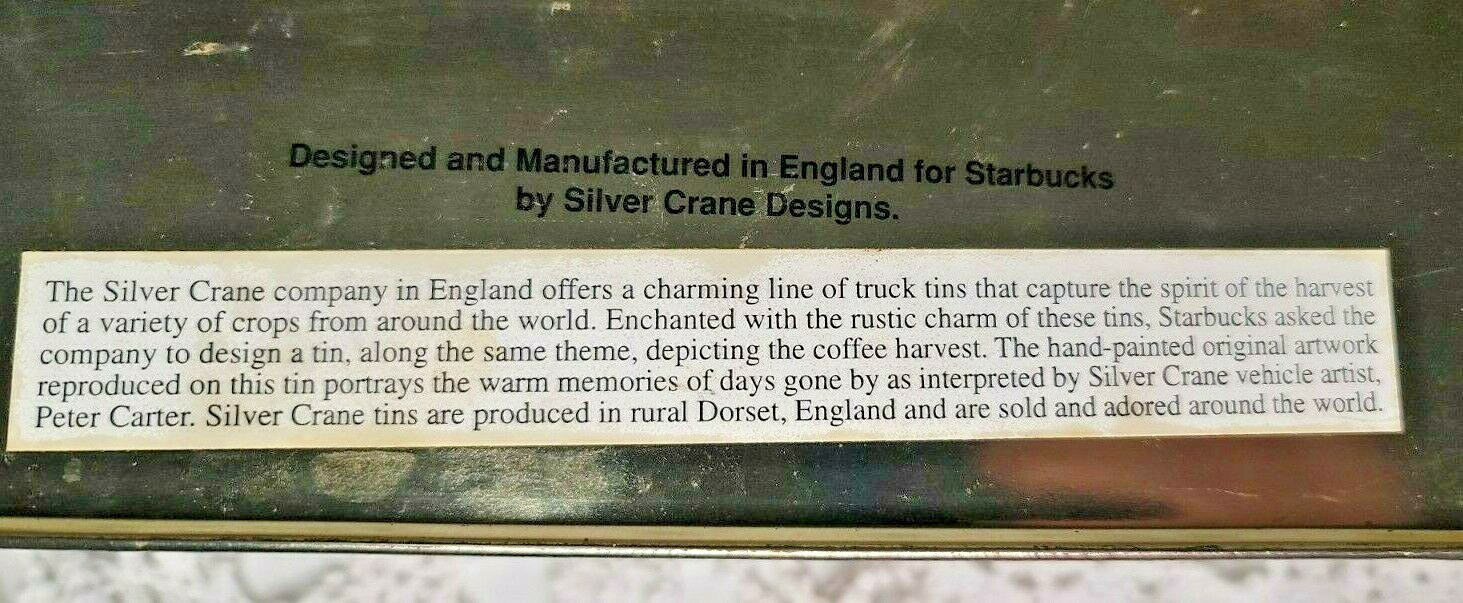 Designed and Manufactured in England for Starbucks
by Silver Crane Designs.
The Silver Crane company in England offers a charming line of truck tins that capture the spirit of the harvest
of a variety of crops from around the world. Enchanted with the rustic charm of these tins, Starbucks asked the
company to design a tin, along the same theme, depicting the coffee harvest. The hand-painted original artwork
reproduced on this tin portrays the warm memories of days gone by as interpreted by Silver Crane vehicle artist,
Peter Carter. Silver Crane tins are produced in rural Dorset, England and are sold and adored around the world.